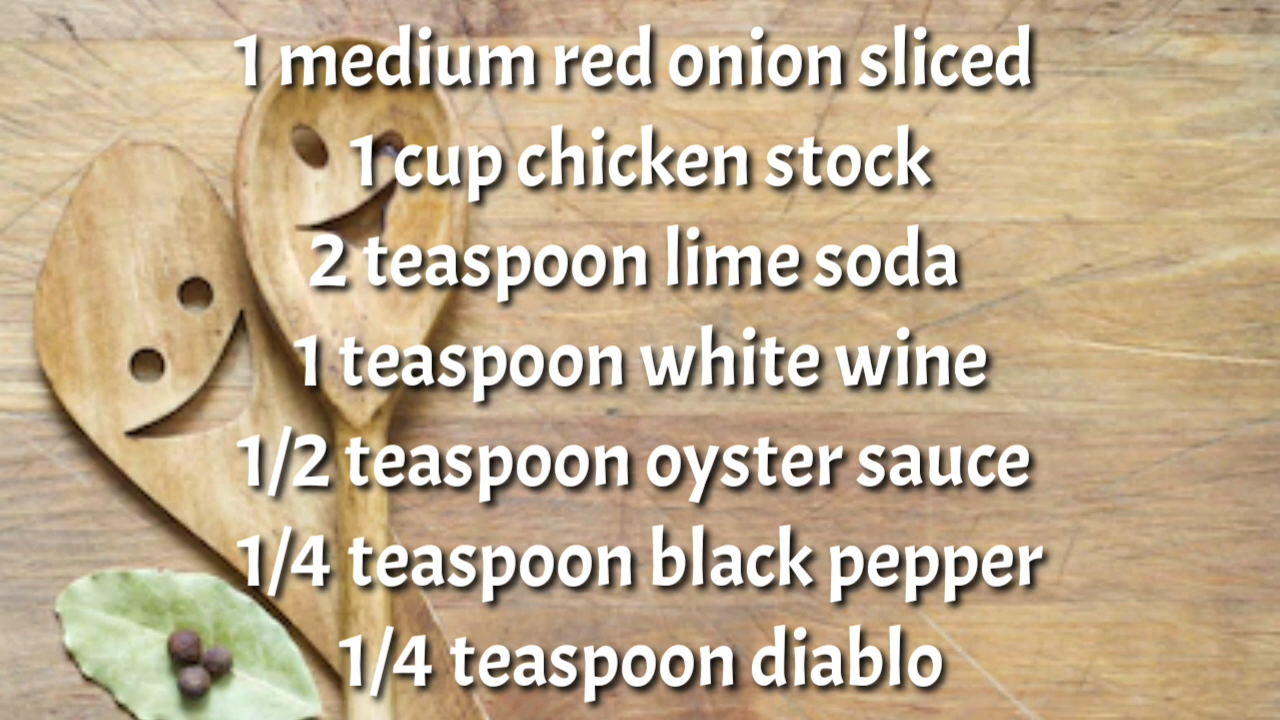 1 medium red onion sliced
1 cup chicken stock
2 teaspoon lime soda
1 teaspoon white wine
1/2 teaspoon oyster sauce
1/4 teaspoon black pepper
1/4 teaspoon diablo